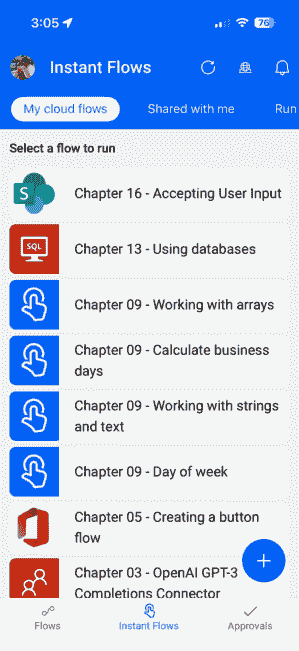 3:05
76
Instant Flows
My cloud flows
Shared with me
Run
Select a flow to run
S
Chapter 16 - Accepting User Input
SQL
Chapter 13 - Using databases
Chapter 09 - Working with arrays
Chapter 09 - Calculate business
days
Chapter 09 - Working with strings
and text
Chapter 09 - Day of week
Chapter 05 - Creating a button
flow
Chapter 03 - OpenAI GPT-3
Completions Connector
Flows
Instant Flows
Approvals